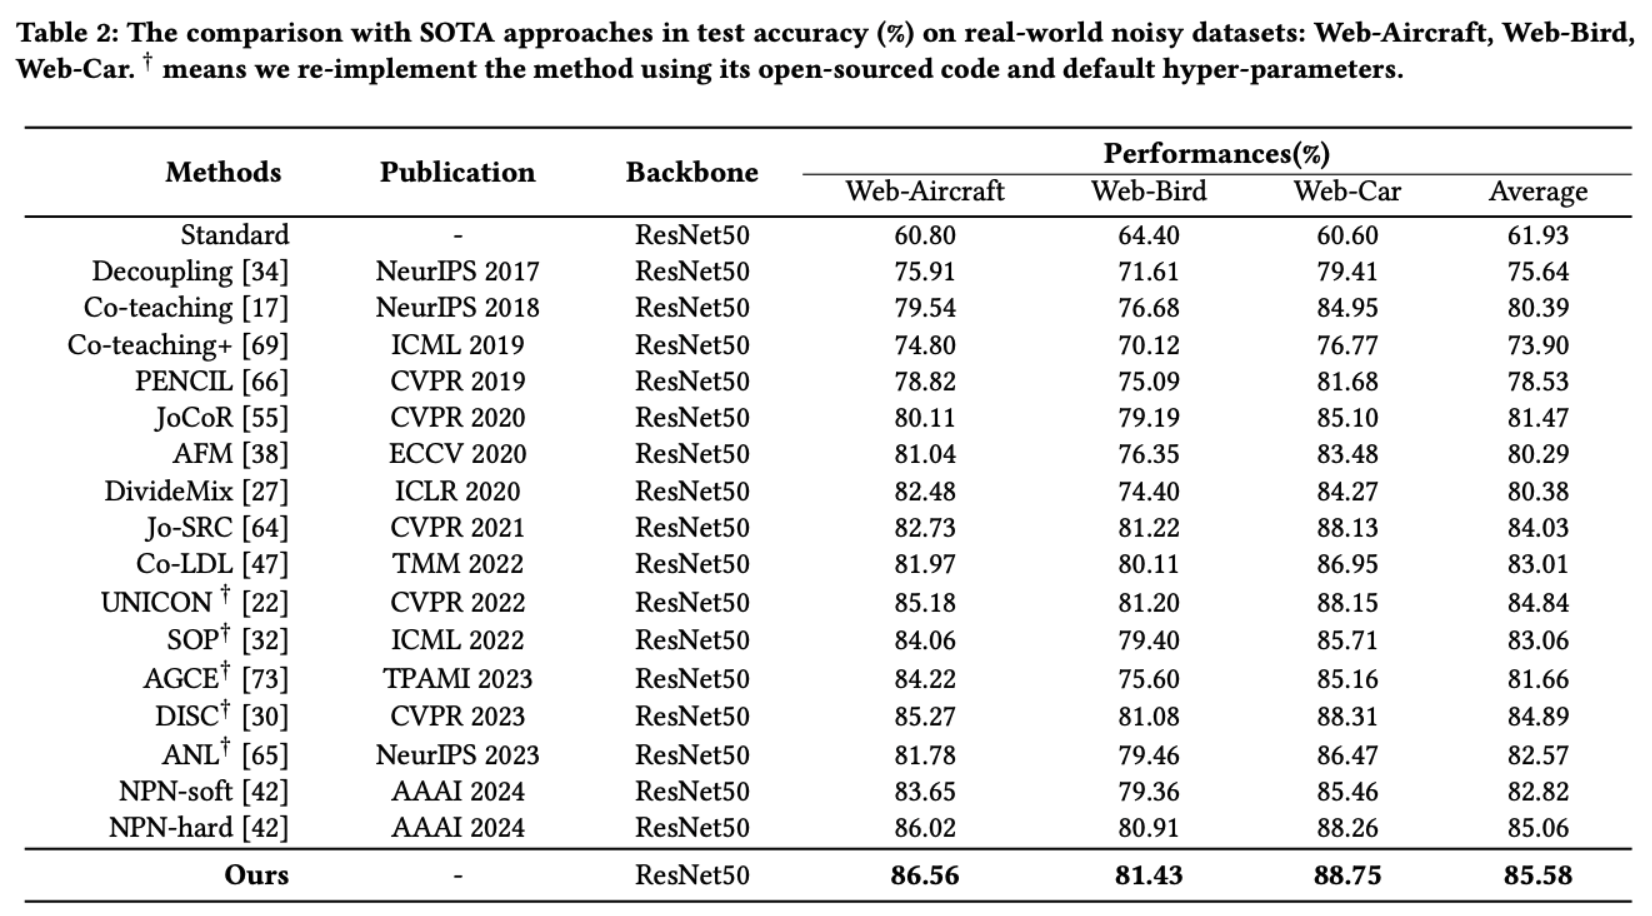 Table 2: The comparison with SOTA approaches in test accuracy (%) on real-world noisy datasets: Web-Aircraft, Web-Bird,
Web-Car. † means we re-implement the method using its open-sourced code and default hyper-parameters.
Methods Publication Backbone Performances(%)
Web-Aircraft Web-Bird Web-Car Average
Standard - ResNet50 60.80 64.40 60.60 61.93
Decoupling [34] NeurIPS 2017 ResNet50 75.91 71.61 79.41 75.64
Co-teaching [17] NeurIPS 2018 ResNet50 79.54 76.68 84.95 80.39
Co-teaching+ [69] ICML 2019 ResNet50 74.80 70.12 76.77 73.90
PENCIL [66] CVPR 2019 ResNet50 78.82 75.09 81.68 78.53
JoCoR [55] CVPR 2020 ResNet50 80.11 79.19 85.10 81.47
AFM [38] ECCV 2020 ResNet50 81.04 76.35 83.48 80.29
DivideMix [27] ICLR 2020 ResNet50 82.48 74.40 84.27 80.38
Jo-SRC [64] CVPR 2021 ResNet50 82.73 81.22 88.13 84.03
Co-LDL [47] TMM 2022 ResNet50 81.97 80.11 86.95 83.01
UNICON † [22] CVPR 2022 ResNet50 85.18 81.20 88.15 84.84
SOP† [32] ICML 2022 ResNet50 84.06 79.40 85.71 83.06
AGCE† [73] TPAMI 2023 ResNet50 84.22 75.60 85.16 81.66
DISC† [30] CVPR 2023 ResNet50 85.27 81.08 88.31 84.89
ANL† [65] NeurIPS 2023 ResNet50 81.78 79.46 86.47 82.57
NPN-soft [42] AAAI 2024 ResNet50 83.65 79.36 85.46 82.82
NPN-hard [42] AAAI 2024 ResNet50 86.02 80.91 88.26 85.06
Ours - ResNet50 86.56 81.43 88.75 85.58